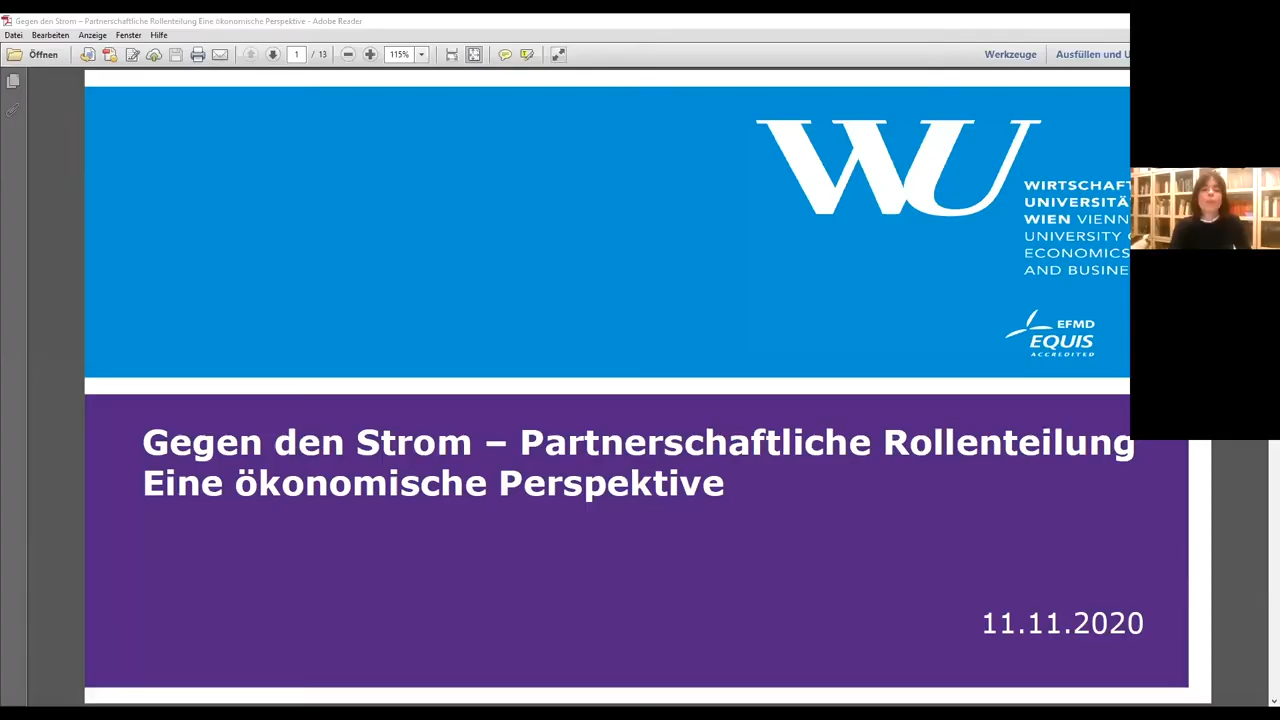 Gegen den Strom – Partnerschaftliche Rollenteilung Eine ökonomische Perspektive - Adobe Reader
Datei Bearbeiten Anzeige Fenster Hilfe
Öffnen 1 / 13 115% Werkzeuge Ausfüllen und U
WU
WIRTSCHAFT
UNIVERSITÄ
WIEN VIENN
UNIVERSITY
ECONOMICS
AND BUSINE
EFMD
EQUIS
ACCREDITED
Gegen den Strom – Partnerschaftliche Rollenteilung
Eine ökonomische Perspektive
11.11.2020